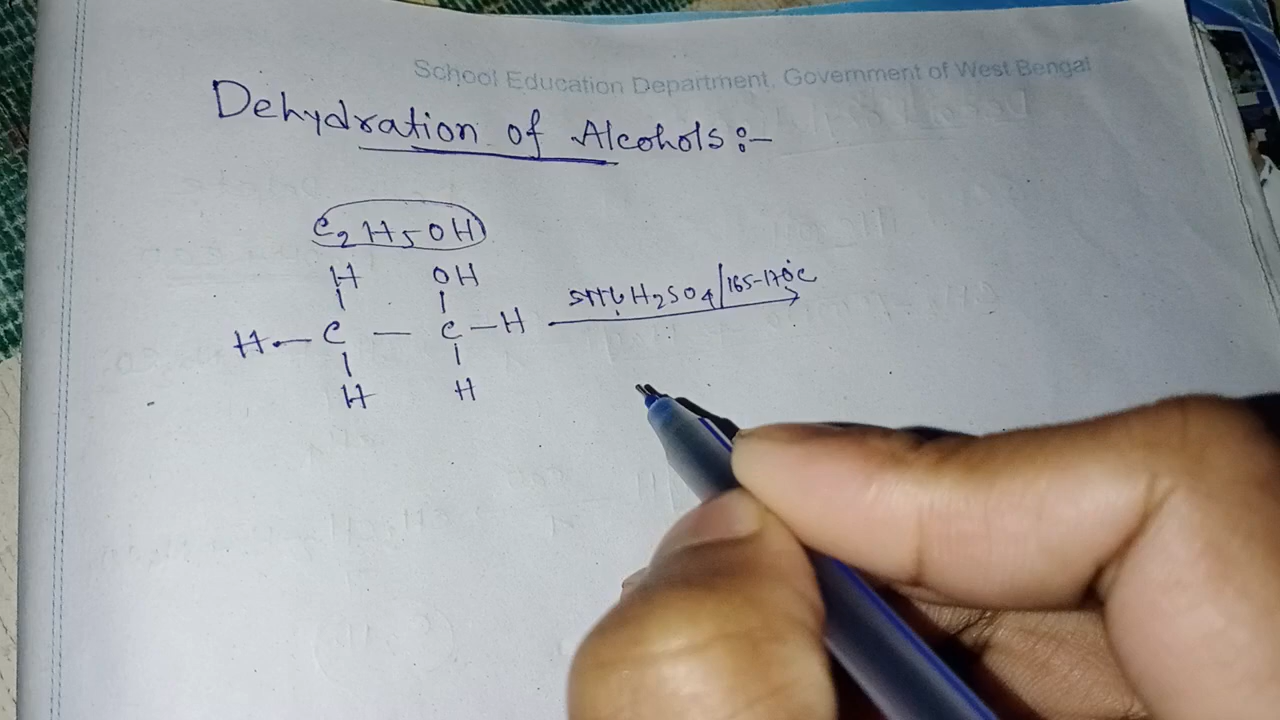 School Education Department, Government of West Bengal
Dehydration of Alcohols:-
C2H5OH
H OH
H-C-C-H
H H
গাঢ় H2SO4/165-170°C